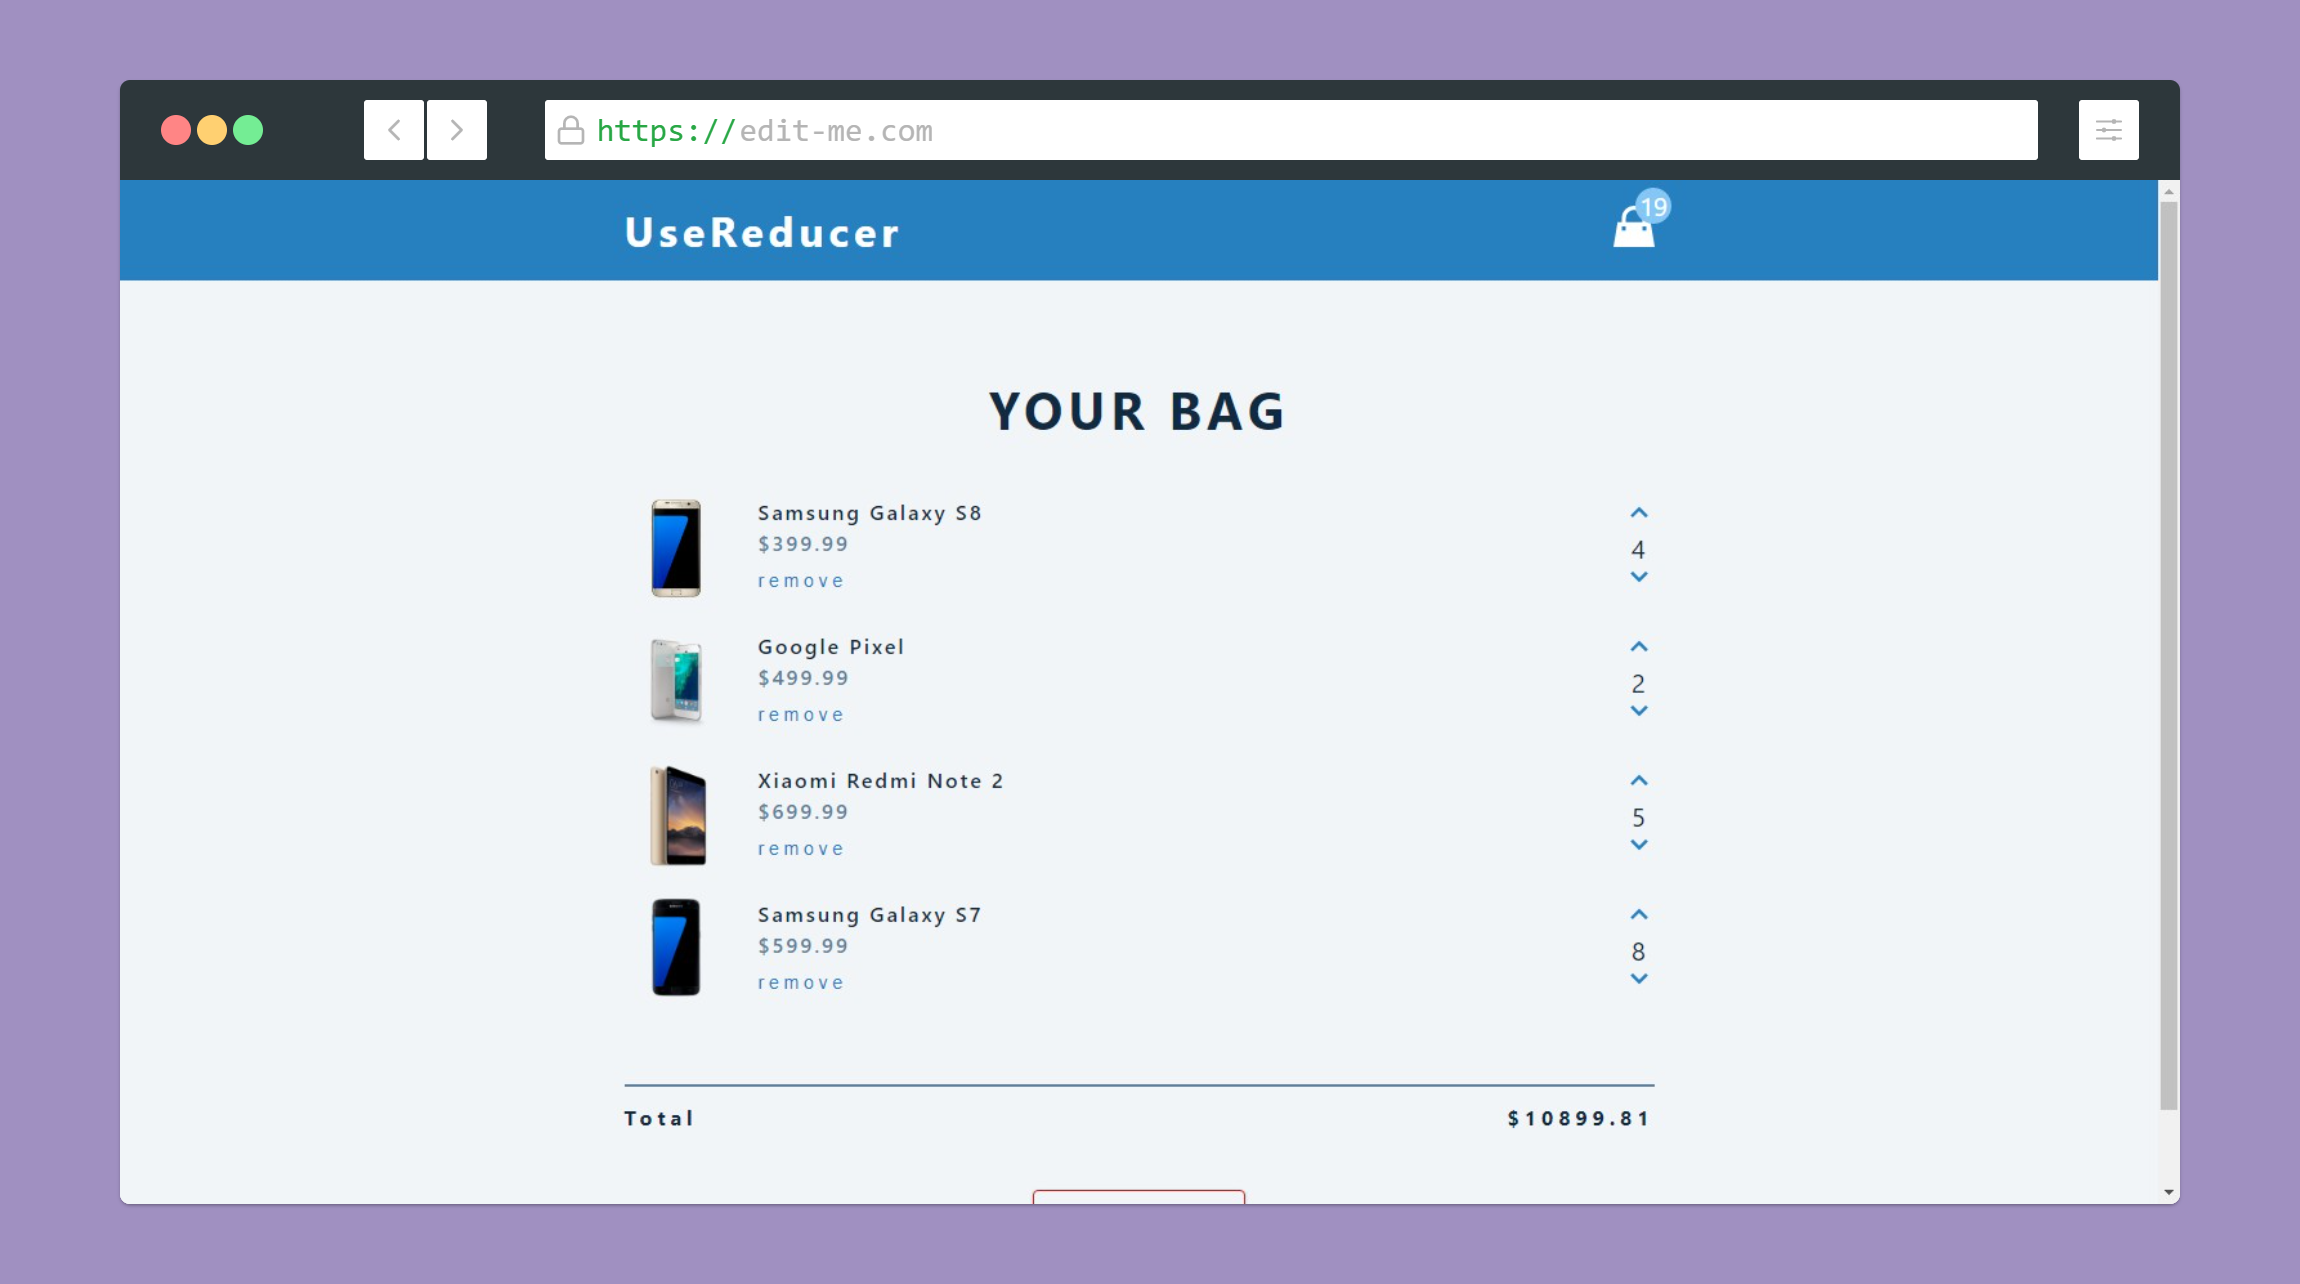 https://edit-me.com
UseReducer
19
YOUR BAG
Samsung Galaxy S8
$399.99
remove
4
Google Pixel
$499.99
remove
2
Xiaomi Redmi Note 2
$699.99
remove
5
Samsung Galaxy S7
$599.99
remove
8
Total $10899.81